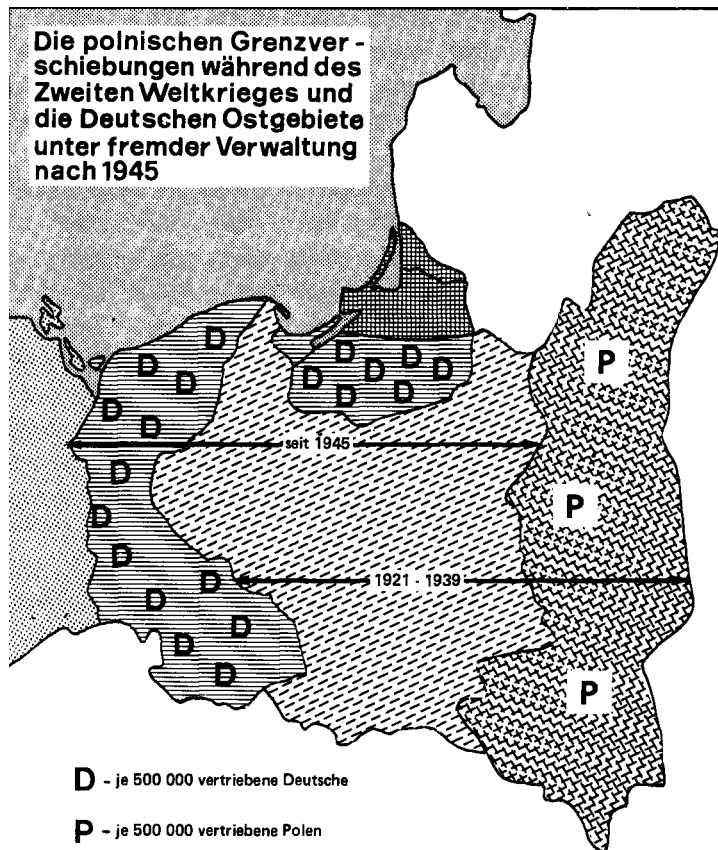 Die polnischen Grenzver -
schiebungen während des
Zweiten Weltkrieges und
die Deutschen Ostgebiete
unter fremder Verwaltung
nach 1945
D
D
D
D
D
D
D
D
D
D
D
P
seit 1945
D
D
P
D
D
1921 - 1939
D
D
D
D
P
D
D - je 500 000 vertriebene Deutsche
P - je 500 000 vertriebene Polen